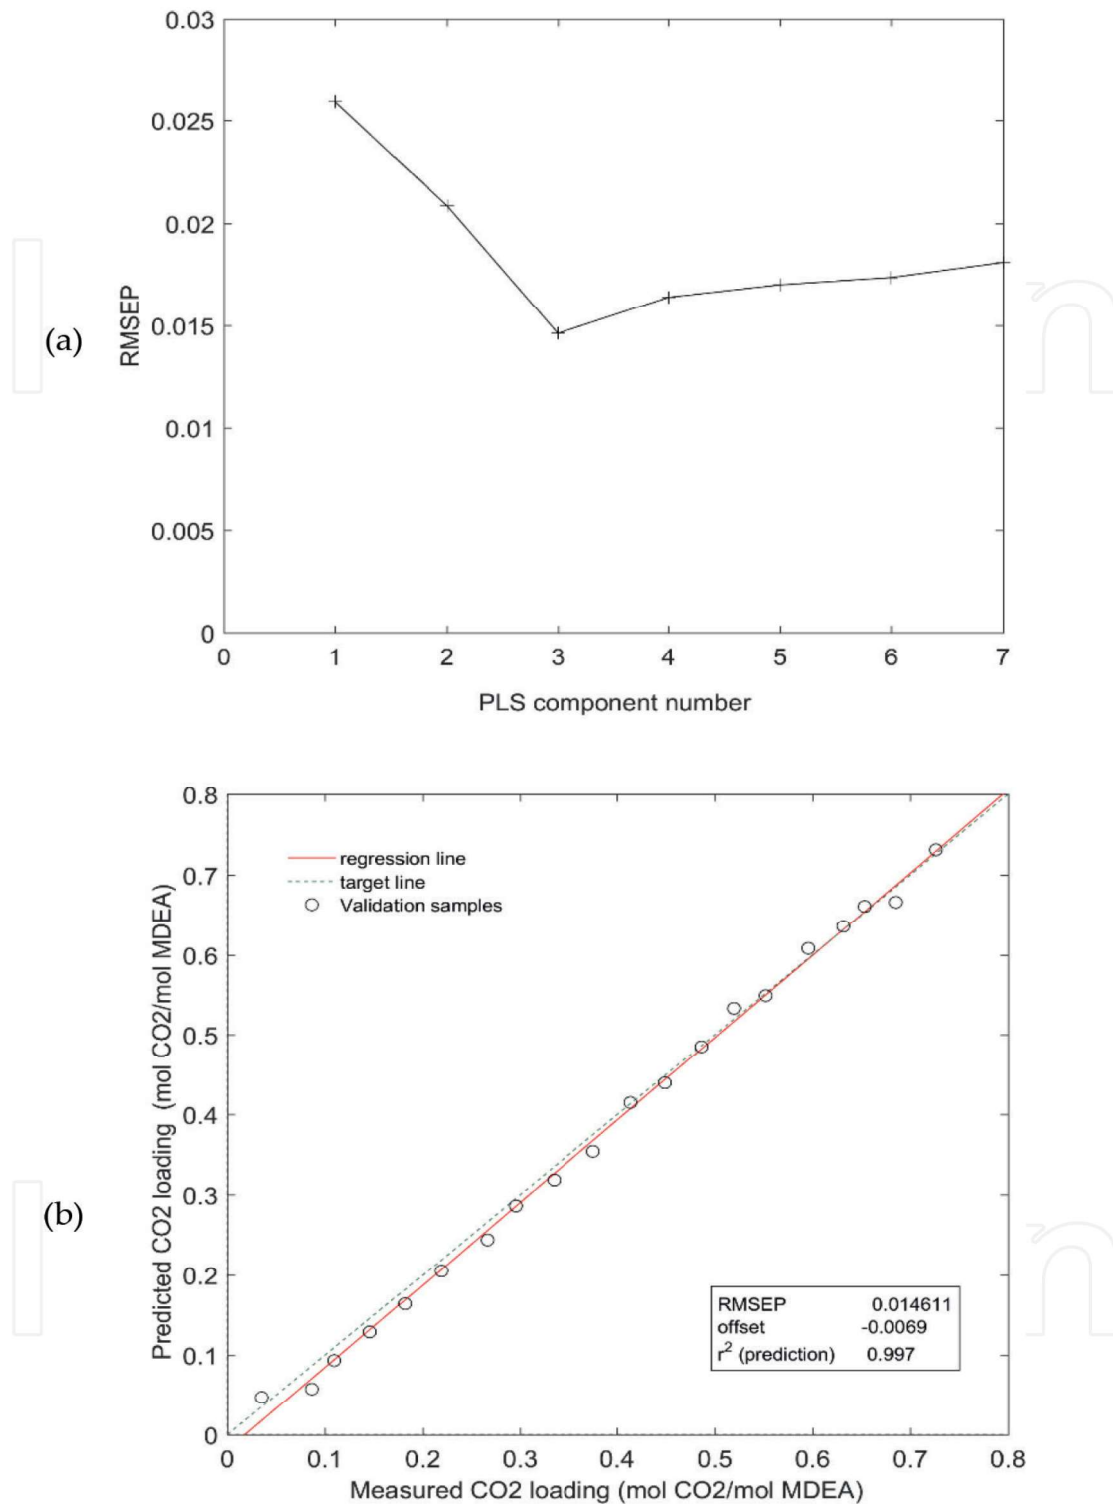 0.03
0.025
0.02
0.015
0.01
0.005
0
RMSEP
(a)
0 1 2 3 4 5 6 7
PLS component number
0.8
0.7
0.6
0.5
0.4
0.3
0.2
0.1
0
Predicted CO2 loading (mol CO2/mol MDEA)
(b)
regression line
target line
Validation samples
RMSEP 0.014611
offset -0.0069
r² (prediction) 0.997
0 0.1 0.2 0.3 0.4 0.5 0.6 0.7 0.8
Measured CO2 loading (mol CO2/mol MDEA)